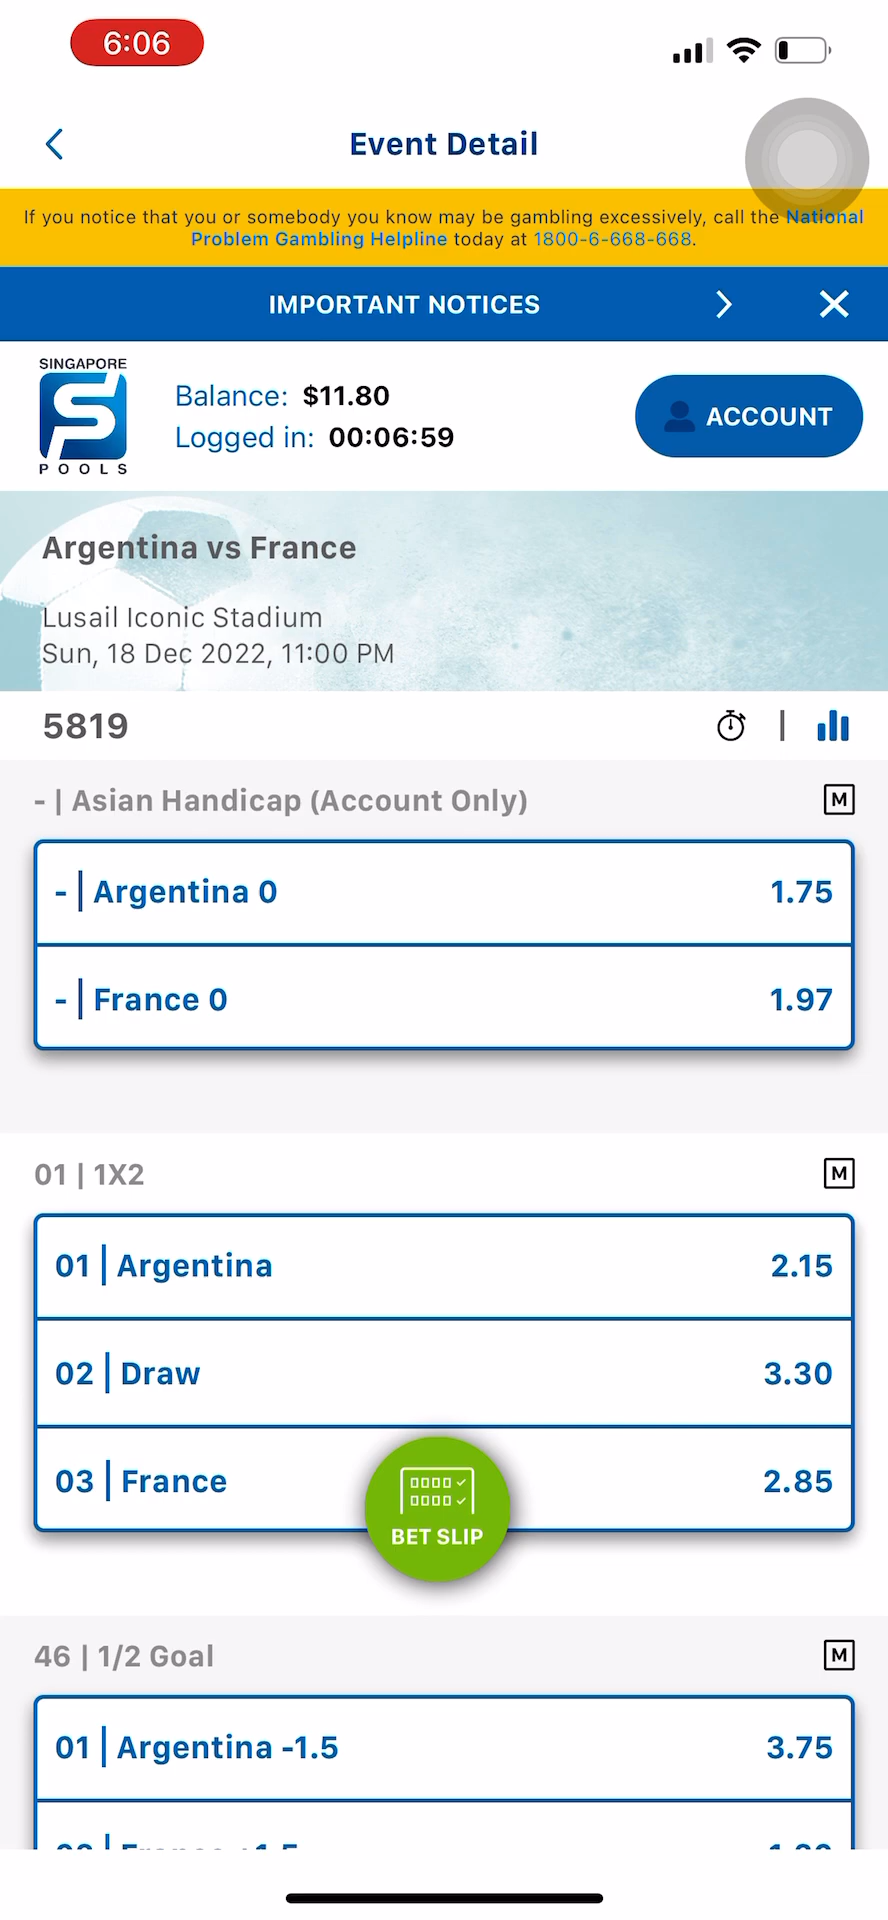 6:06
Event Detail
If you notice that you or somebody you know may be gambling excessively, call the National
Problem Gambling Helpline today at 1800-6-668-668.
IMPORTANT NOTICES
SINGAPORE
POOLS
Balance: $11.80
Logged in: 00:06:59
ACCOUNT
Argentina vs France
Lusail Iconic Stadium
Sun, 18 Dec 2022, 11:00 PM
5819
- | Asian Handicap (Account Only) M
- | Argentina 0 1.75
- | France 0 1.97
01 | 1X2 M
01 | Argentina 2.15
02 | Draw 3.30
03 | France 2.85
BET SLIP
46 | 1/2 Goal M
01 | Argentina -1.5 3.75